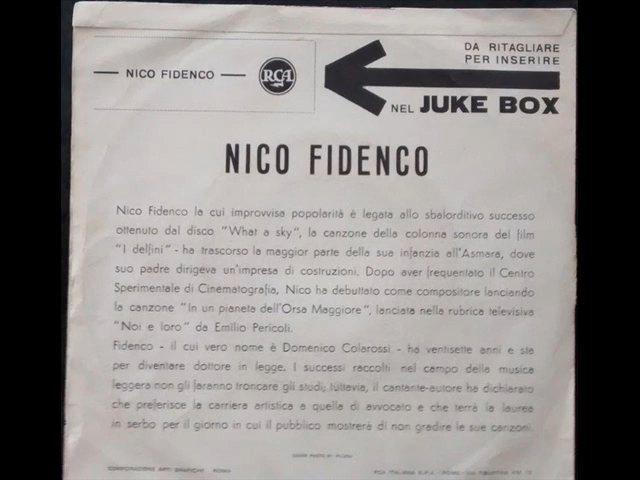 DA RITAGLIARE
PER INSERIRE
— NICO FIDENCO —
RCA
NEL JUKE BOX
NICO FIDENCO
Nico Fidenco la cui improvvisa popolarità è legata allo sbalorditivo successo
ottenuto dal disco "What a sky", la canzone della colonna sonora del film
"I delfini" - ha trascorso la maggior parte della sua infanzia all'Asmara, dove
suo padre dirigeva un'impresa di costruzioni. Dopo aver frequentato il Centro
Sperimentale di Cinematografia, Nico ha debuttato come compositore lanciando
la canzone "In un pianeta dell'Orsa Maggiore", lanciata nella rubrica televisiva
"Noi e loro" da Emilio Pericoli.
Fidenco - il cui vero nome è Domenico Colarossi - ha ventisette anni e sta
per diventare dottore in legge. I successi raccolti nel campo della musica
leggera non gli faranno troncare gli studi; tuttavia, il cantante-autore ha dichiarato
che preferisce la carriera artistica a quella di avvocato e che terrà la laurea
in serbo per il giorno in cui il pubblico mostrerà di non gradire le sue canzoni.
ROMA